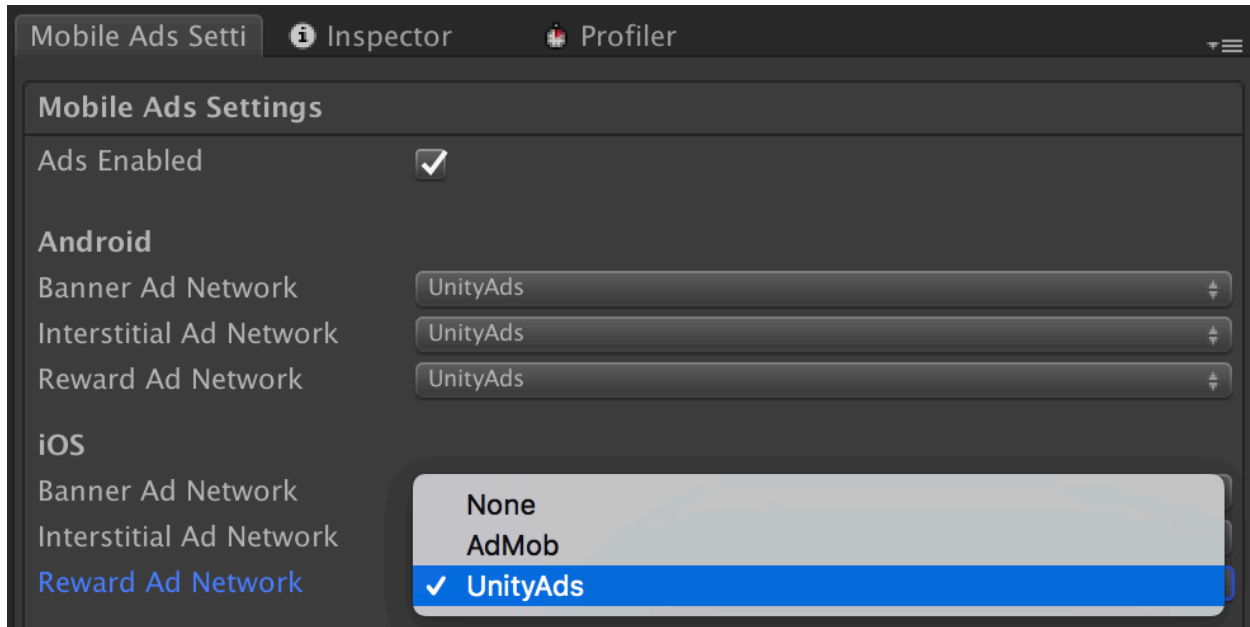 Mobile Ads Setti Inspector Profiler
Mobile Ads Settings
Ads Enabled
Android
Banner Ad Network UnityAds
Interstitial Ad Network UnityAds
Reward Ad Network UnityAds
iOS
Banner Ad Network None
Interstitial Ad Network AdMob
Reward Ad Network UnityAds